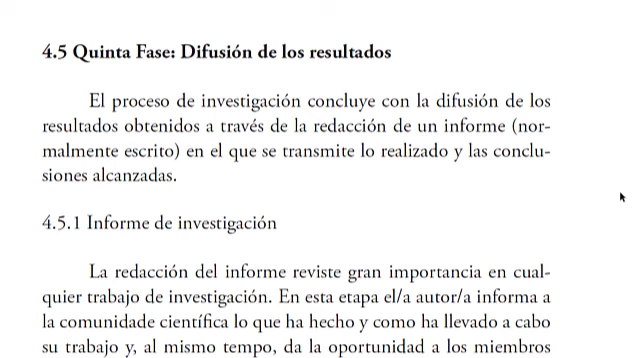 4.5 Quinta Fase: Difusión de los resultados
El proceso de investigación concluye con la difusión de los
resultados obtenidos a través de la redacción de un informe (nor-
malmente escrito) en el que se transmite lo realizado y las conclu-
siones alcanzadas.
4.5.1 Informe de investigación
La redacción del informe reviste gran importancia en cual-
quier trabajo de investigación. En esta etapa el/a autor/a informa a
la comunidade científica lo que ha hecho y como ha llevado a cabo
su trabajo y, al mismo tempo, da la oportunidad a los miembros